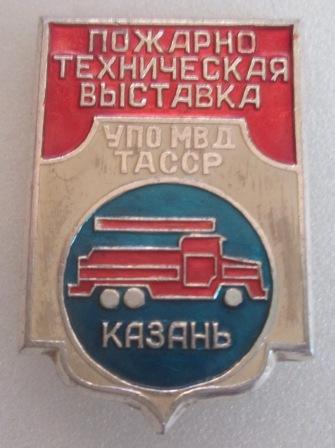 ПОЖАРНО
ТЕХНИЧЕСКАЯ
ВЫСТАВКА
УПО МВД
ТАССР
КАЗАНЬ